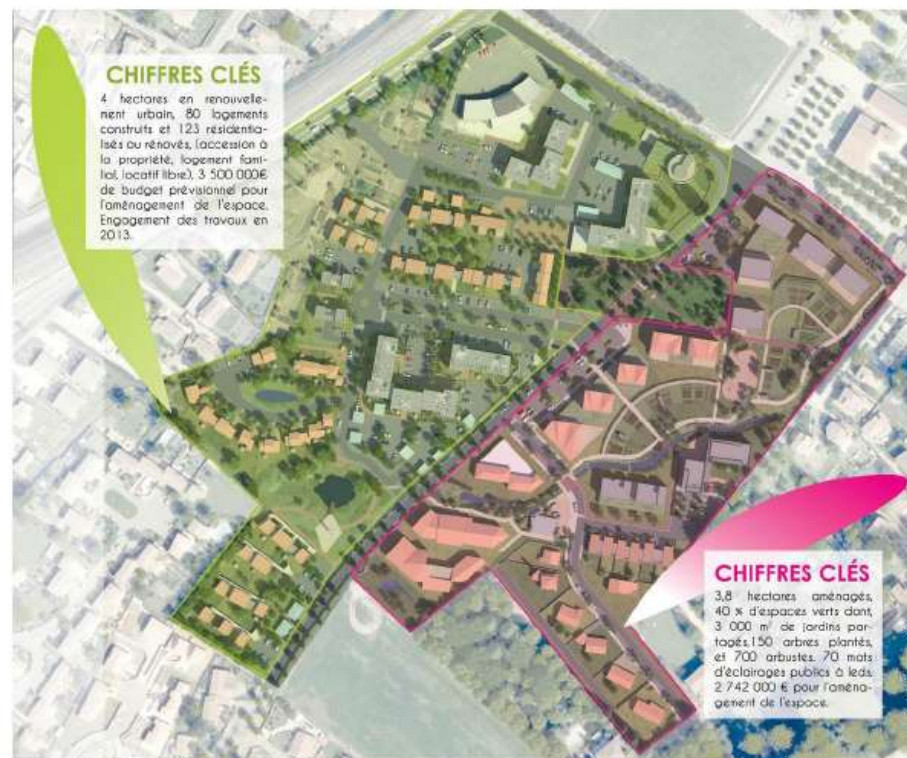 CHIFFRES CLÉS
4 hectares en renouvelle-
ment urbain, 80 logements
construits et 123 résidentia-
lisés ou rénovés, (accession à
la propriété, logement fami-
lial, locatif libre), 3 500 000€
de budget prévisionnel pour
l'aménagement de l'espace.
Engagement des travaux en
2013.
CHIFFRES CLÉS
3,8 hectares aménagés,
40 % d'espaces verts dont,
3 000 m² de jardins par-
tagés,150 arbres plantés,
et 700 arbustes. 70 mats
d'éclairages publics à leds.
2 742 000 € pour l'aména-
gement de l'espace.